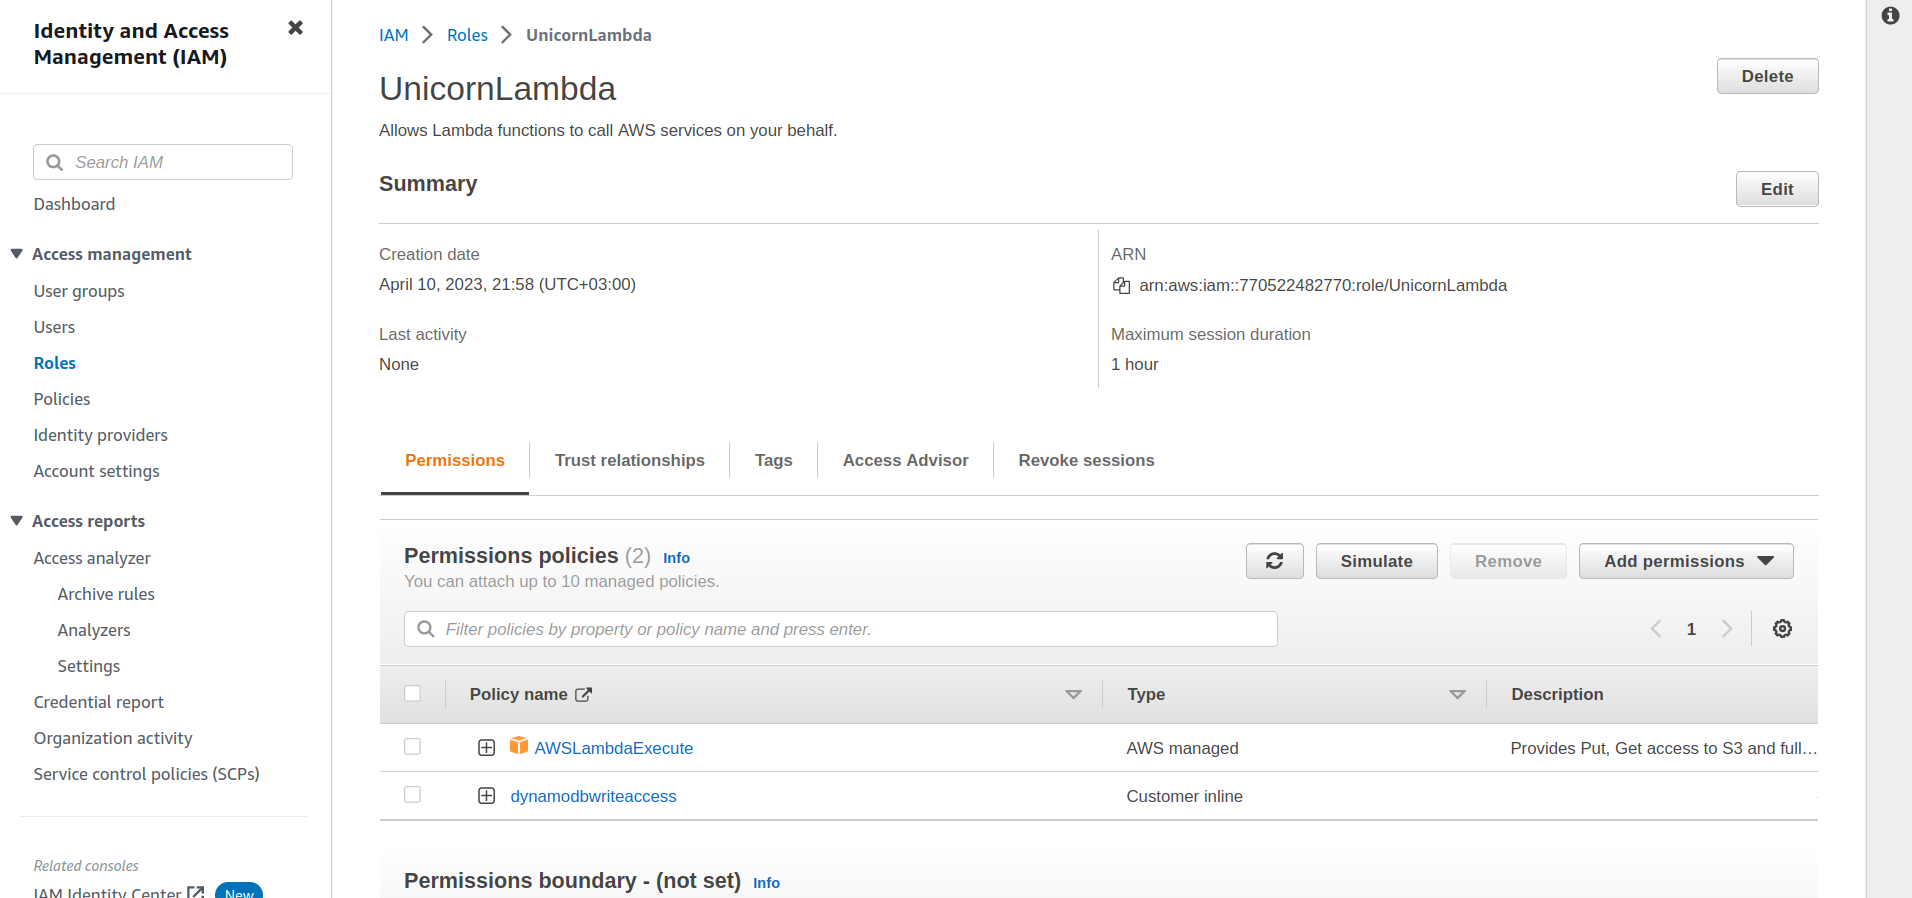 Identity and Access
Management (IAM)
Search IAM
Dashboard
Access management
User groups
Users
Roles
Policies
Identity providers
Account settings
Access reports
Access analyzer
Archive rules
Analyzers
Settings
Credential report
Organization activity
Service control policies (SCPs)
Related consoles
IAM Identity Center New
IAM Roles UnicornLambda
UnicornLambda
Delete
Allows Lambda functions to call AWS services on your behalf.
Summary
Edit
Creation date
April 10, 2023, 21:58 (UTC+03:00)
ARN
arn:aws:iam::770522482770:role/UnicornLambda
Last activity
None
Maximum session duration
1 hour
Permissions Trust relationships Tags Access Advisor Revoke sessions
Permissions policies (2) Info
You can attach up to 10 managed policies.
Simulate Remove Add permissions
Filter policies by property or policy name and press enter.
1
Policy name Type Description
AWSLambdaExecute AWS managed Provides Put, Get access to S3 and full…
dynamodbwriteaccess Customer inline
Permissions boundary - (not set) Info